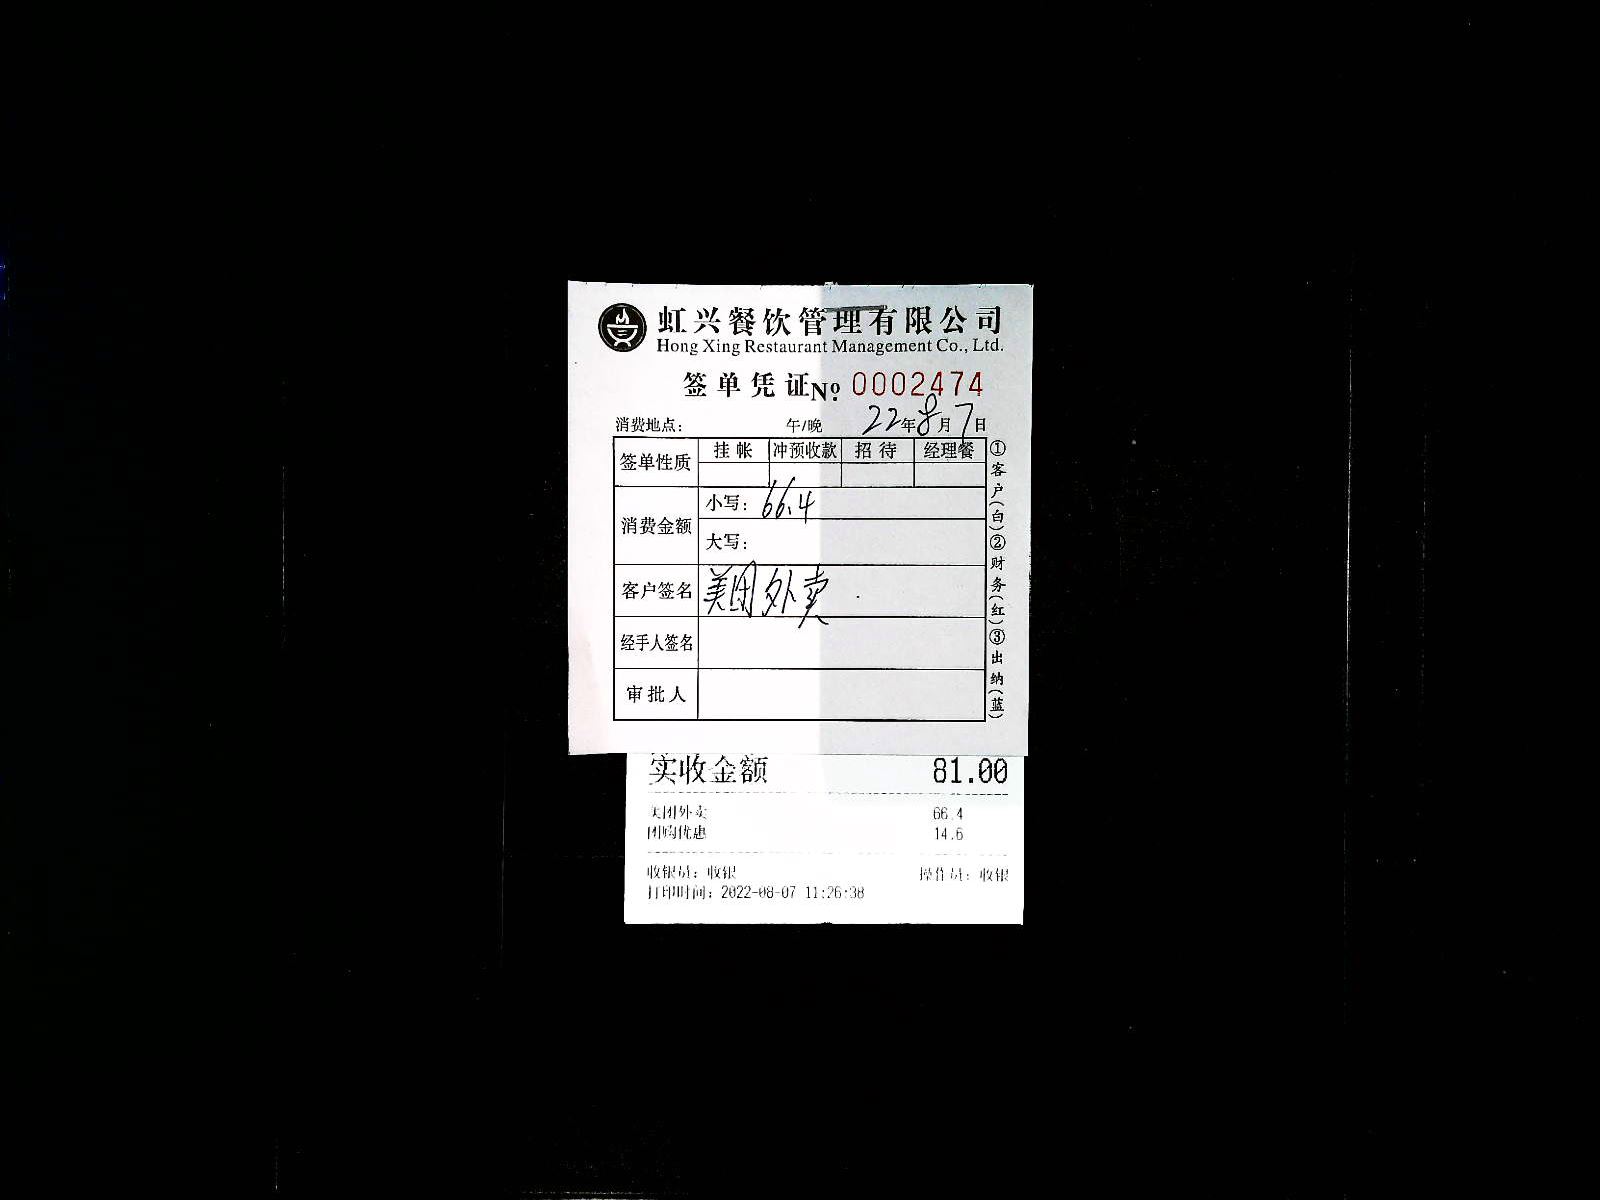 虹兴餐饮管理有限公司
Hong Xing Restaurant Management Co., Ltd.
签单凭证 № 0002474
消费地点： 午/晚 22年8月7日
签单性质 挂帐 冲预收款 招待 经理餐
消费金额 小写：66.4
大写：
客户签名 美团外卖
经手人签名
审批人
①客户(白)②财务(红)③出纳(蓝)
实收金额 81.00
美团外卖 66.4
团购优惠 14.6
收银员：收银 操作员：收银
打印时间：2022-08-07 11:26:38